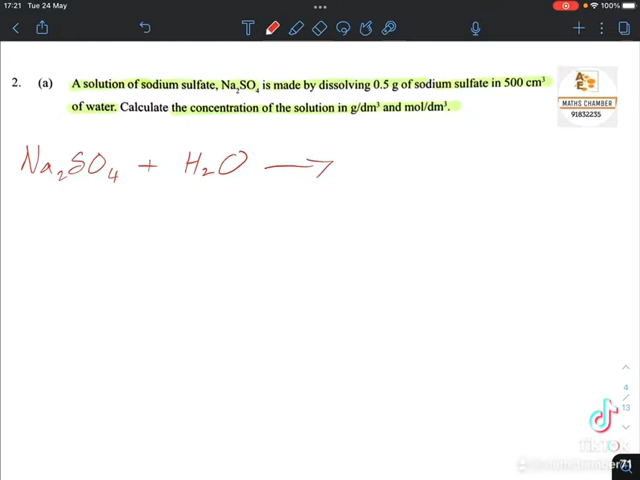 17:21 Tue 24 May
100%
2. (a) A solution of sodium sulfate, Na₂SO₄ is made by dissolving 0.5 g of sodium sulfate in 500 cm³
of water. Calculate the concentration of the solution in g/dm³ and mol/dm³.
MATHS CHAMBER
91832235
Na₂SO₄ + H₂O →
4
/
13
TikTok
71